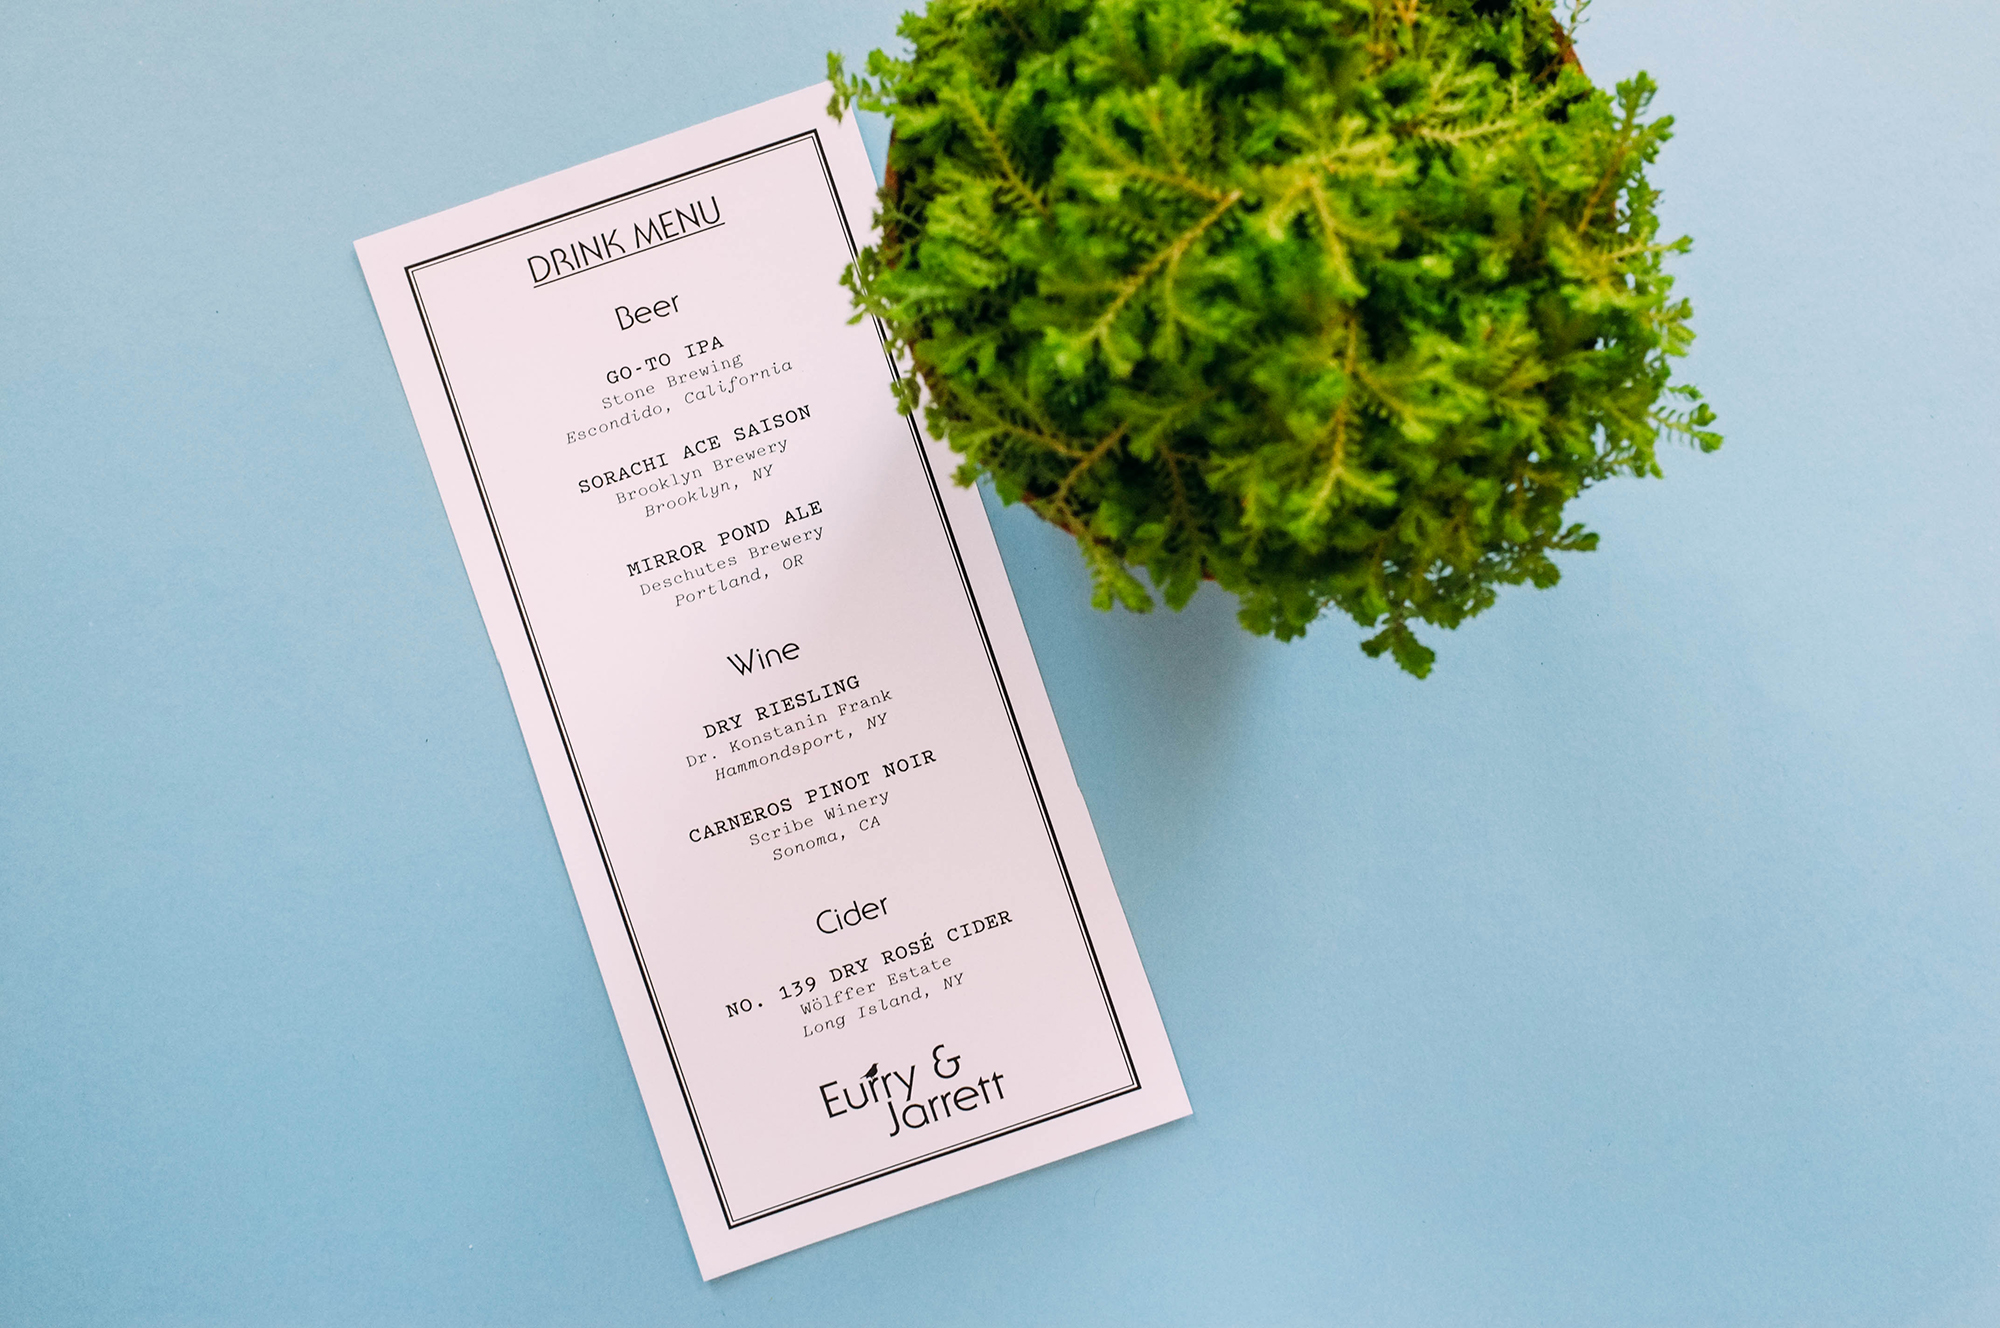 DRINK MENU
Beer
GO-TO IPA
Stone Brewing
Escondido, California
SORACHI ACE SAISON
Brooklyn Brewery
Brooklyn, NY
MIRROR POND ALE
Deschutes Brewery
Portland, OR
Wine
DRY RIESLING
Dr. Konstanin Frank
Hammondsport, NY
CARNEROS PINOT NOIR
Scribe Winery
Sonoma, CA
Cider
NO. 139 DRY ROSÉ CIDER
Wölffer Estate
Long Island, NY
Eurry &
Jarrett